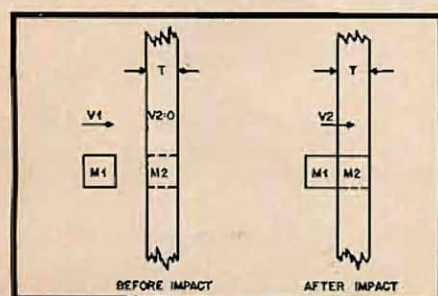 T
V1
V2=0
M1
M2
BEFORE IMPACT
T
V2
M1
M2
AFTER IMPACT